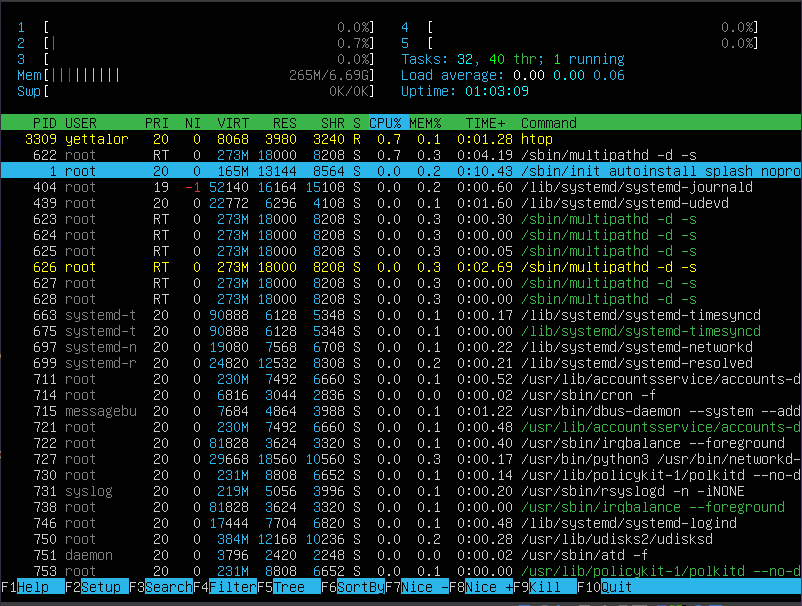 1 [ 0.0%] 4 [ 0.0%]
2 [| 0.7%] 5 [ 0.0%]
3 [ 0.0%] Tasks: 32, 40 thr; 1 running
Mem[||||||||| 265M/6.69G] Load average: 0.00 0.00 0.06
Swp[ 0K/0K] Uptime: 01:03:09
PID USER PRI NI VIRT RES SHR S CPU% MEM% TIME+ Command
3309 yettalor 20 0 8068 3980 3240 R 0.7 0.1 0:01.28 htop
622 root RT 0 273M 18000 8208 S 0.7 0.3 0:04.19 /sbin/multipathd -d -s
1 root 20 0 165M 13144 8564 S 0.0 0.2 0:10.43 /sbin/init autoinstall splash nopro
404 root 19 -1 52140 16164 15108 S 0.0 0.2 0:00.60 /lib/systemd/systemd-journald
439 root 20 0 22772 6296 4108 S 0.0 0.1 0:01.60 /lib/systemd/systemd-udevd
623 root RT 0 273M 18000 8208 S 0.0 0.3 0:00.30 /sbin/multipathd -d -s
624 root RT 0 273M 18000 8208 S 0.0 0.3 0:00.00 /sbin/multipathd -d -s
625 root RT 0 273M 18000 8208 S 0.0 0.3 0:00.05 /sbin/multipathd -d -s
626 root RT 0 273M 18000 8208 S 0.0 0.3 0:02.69 /sbin/multipathd -d -s
627 root RT 0 273M 18000 8208 S 0.0 0.3 0:00.00 /sbin/multipathd -d -s
628 root RT 0 273M 18000 8208 S 0.0 0.3 0:00.00 /sbin/multipathd -d -s
663 systemd-t 20 0 90888 6128 5348 S 0.0 0.1 0:00.17 /lib/systemd/systemd-timesyncd
675 systemd-t 20 0 90888 6128 5348 S 0.0 0.1 0:00.00 /lib/systemd/systemd-timesyncd
697 systemd-n 20 0 19080 7568 6708 S 0.0 0.1 0:00.22 /lib/systemd/systemd-networkd
699 systemd-r 20 0 24820 12532 8308 S 0.0 0.2 0:00.21 /lib/systemd/systemd-resolved
711 root 20 0 230M 7492 6660 S 0.0 0.1 0:00.52 /usr/lib/accountsservice/accounts-d
714 root 20 0 6816 3044 2836 S 0.0 0.0 0:00.02 /usr/sbin/cron -f
715 messagebu 20 0 7684 4864 3988 S 0.0 0.1 0:01.22 /usr/bin/dbus-daemon --system --add
721 root 20 0 230M 7492 6660 S 0.0 0.1 0:00.48 /usr/lib/accountsservice/accounts-d
722 root 20 0 81828 3624 3320 S 0.0 0.1 0:00.40 /usr/sbin/irqbalance --foreground
727 root 20 0 29668 18560 10560 S 0.0 0.3 0:00.17 /usr/bin/python3 /usr/bin/networkd-
730 root 20 0 231M 8808 6652 S 0.0 0.1 0:00.14 /usr/lib/policykit-1/polkitd --no-d
731 syslog 20 0 219M 5056 3996 S 0.0 0.1 0:00.20 /usr/sbin/rsyslogd -n -iNONE
738 root 20 0 81828 3624 3320 S 0.0 0.1 0:00.00 /usr/sbin/irqbalance --foreground
746 root 20 0 17444 7704 6820 S 0.0 0.1 0:00.48 /lib/systemd/systemd-logind
750 root 20 0 384M 12168 10236 S 0.0 0.2 0:00.28 /usr/lib/udisks2/udisksd
751 daemon 20 0 3796 2420 2248 S 0.0 0.0 0:00.02 /usr/sbin/atd -f
753 root 20 0 231M 8808 6652 S 0.0 0.1 0:00.00 /usr/lib/policykit-1/polkitd --no-d
F1Help F2Setup F3SearchF4FilterF5Tree F6SortByF7Nice -F8Nice +F9Kill F10Quit